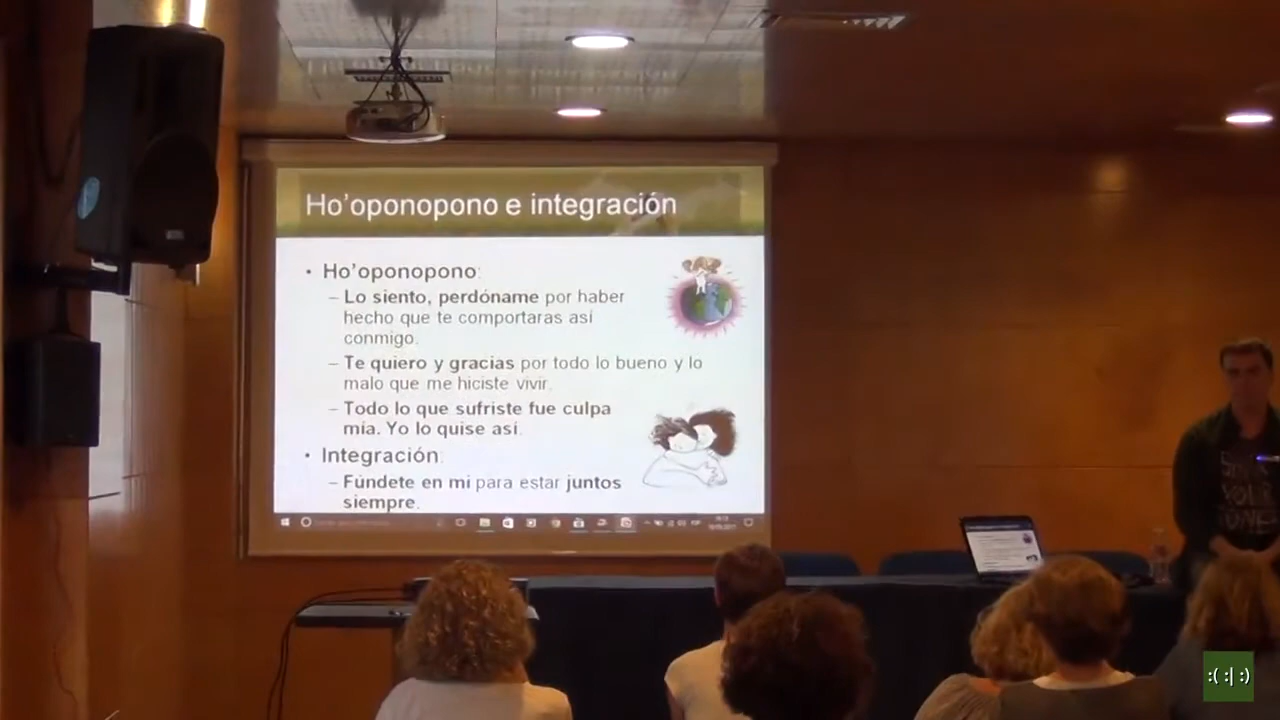 Ho'oponopono e integración
• Ho'oponopono:
– Lo siento, perdóname por haber
hecho que te comportaras así
conmigo.
– Te quiero y gracias por todo lo bueno y lo
malo que me hiciste vivir.
– Todo lo que sufriste fue culpa
mía. Yo lo quise así.
• Integración:
– Fúndete en mi para estar juntos
siempre.
YOUR
:( :| :)